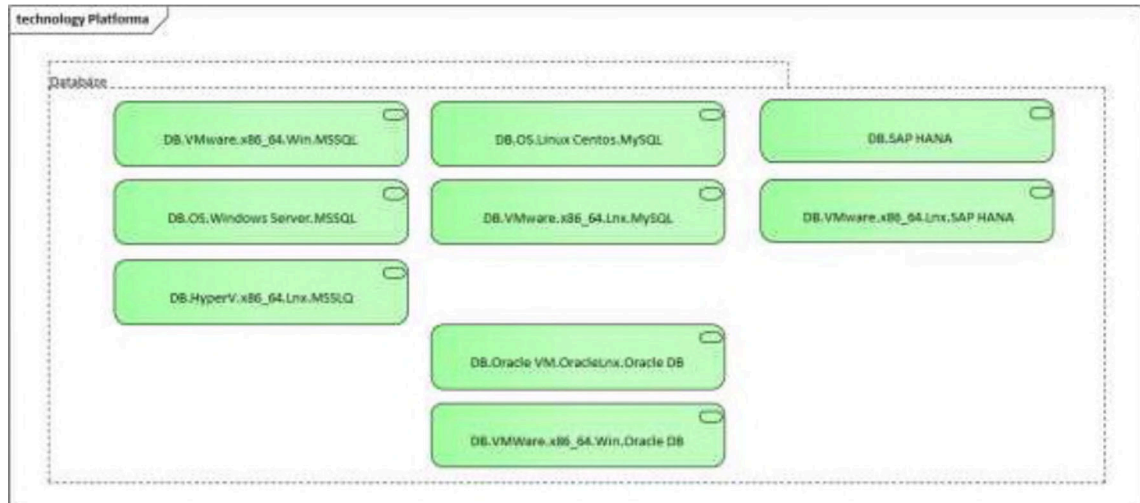 technology Platforma
Databáze
DB.VMware.x86_64.Win.MSSQL
DB.OS.Linux Centos.MySQL
DB.SAP HANA
DB.OS.Windows Server.MSSQL
DB.VMware.x86_64.Lnx.MySQL
DB.VMware.x86_64.Lnx.SAP HANA
DB.HyperV.x86_64.Lnx.MSSLQ
DB.Oracle VM.OracleLnx.Oracle DB
DB.VMWare.x86_64.Win.Oracle DB